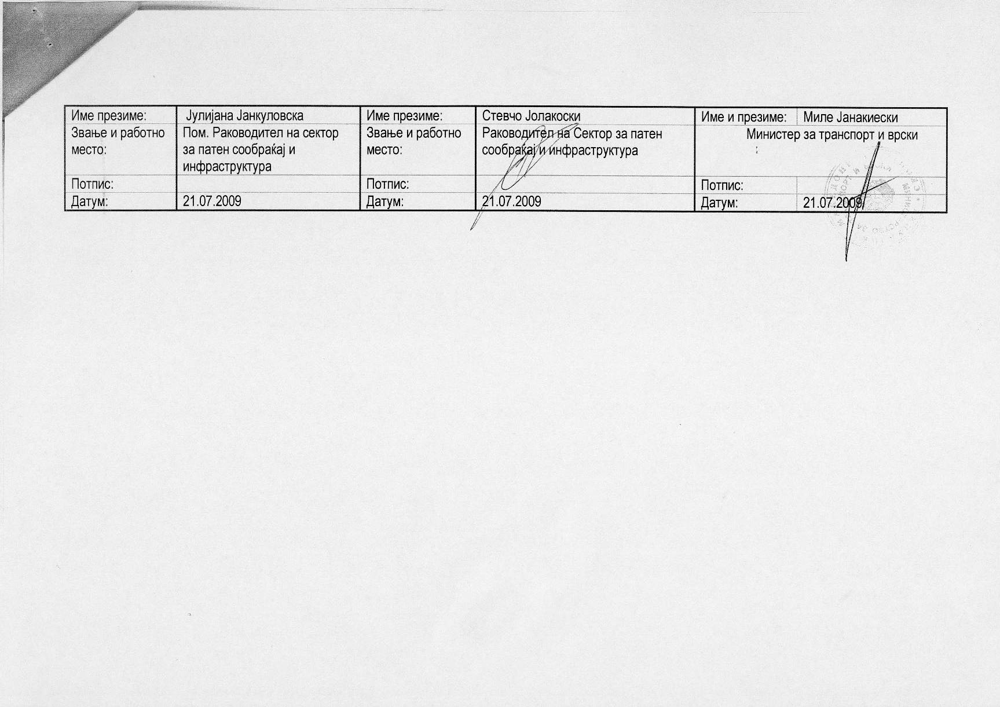 Име презиме: Јулијана Јанкуловска Име презиме: Стевчо Јолакоски Име и презиме: Миле Јанакиески
Звање и работно Пом. Раководител на сектор Звање и работно Раководител на Сектор за патен Министер за транспорт и врски
место: за патен сообраќај и место: сообраќај и инфраструктура :
инфраструктура
Потпис: Потпис: Потпис:
Датум: 21.07.2009 Датум: 21.07.2009 Датум: 21.07.2009